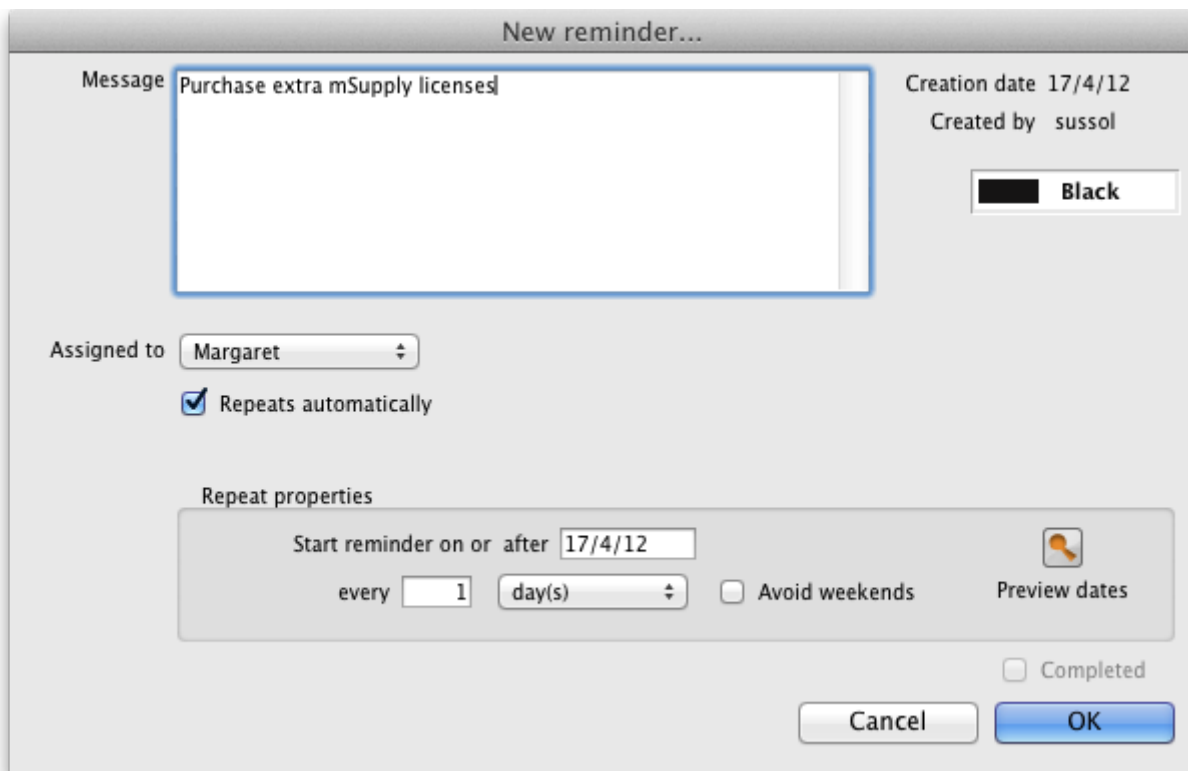 New reminder...
Message
Purchase extra mSupply licenses
Creation date 17/4/12
Created by sussol
Black
Assigned to Margaret
Repeats automatically
Repeat properties
Start reminder on or after 17/4/12
every 1 day(s) Avoid weekends
Preview dates
Completed
Cancel OK